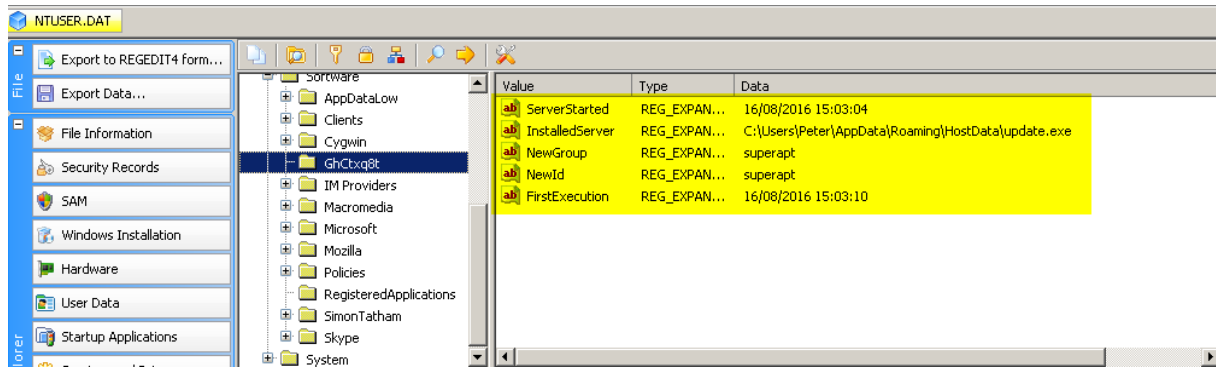 NTUSER.DAT
File
Export to REGEDIT4 form...
Export Data...
File Information
Security Records
SAM
Windows Installation
Hardware
User Data
Startup Applications
lorer
Software
AppDataLow
Clients
Cygwin
GhCtxq8t
IM Providers
Macromedia
Microsoft
Mozilla
Policies
RegisteredApplications
SimonTatham
Skype
System
Value Type Data
ServerStarted REG_EXPAN... 16/08/2016 15:03:04
InstalledServer REG_EXPAN... C:\Users\Peter\AppData\Roaming\HostData\update.exe
NewGroup REG_EXPAN... superapt
NewId REG_EXPAN... superapt
FirstExecution REG_EXPAN... 16/08/2016 15:03:10